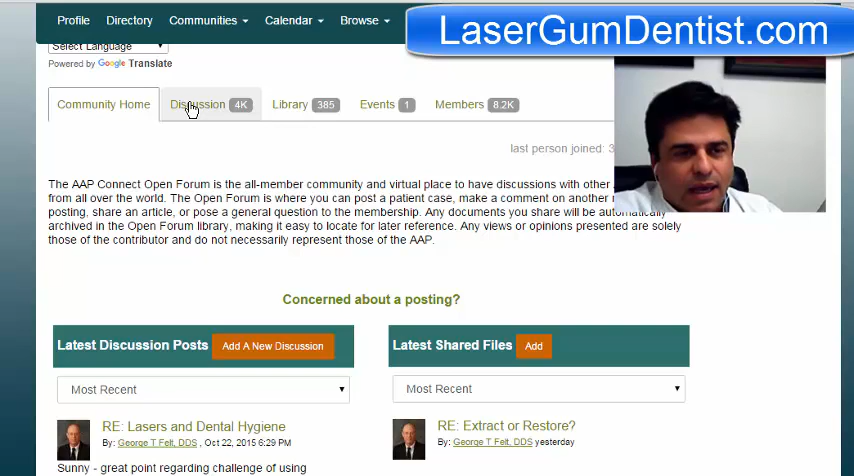 Profile Directory Communities Calendar Browse
LaserGumDentist.com
Select Language
Powered by Google Translate
Community Home Discussion 4K Library 385 Events 1 Members 8.2K
last person joined: 3
The AAP Connect Open Forum is the all-member community and virtual place to have discussions with other
from all over the world. The Open Forum is where you can post a patient case, make a comment on another
posting, share an article, or pose a general question to the membership. Any documents you share will be automatically
archived in the Open Forum library, making it easy to locate for later reference. Any views or opinions presented are solely
those of the contributor and do not necessarily represent those of the AAP.
Concerned about a posting?
Latest Discussion Posts Add A New Discussion
Latest Shared Files Add
Most Recent
Most Recent
RE: Lasers and Dental Hygiene
By: George T Felt, DDS , Oct 22, 2015 6:29 PM
Sunny - great point regarding challenge of using
RE: Extract or Restore?
By: George T Felt, DDS yesterday